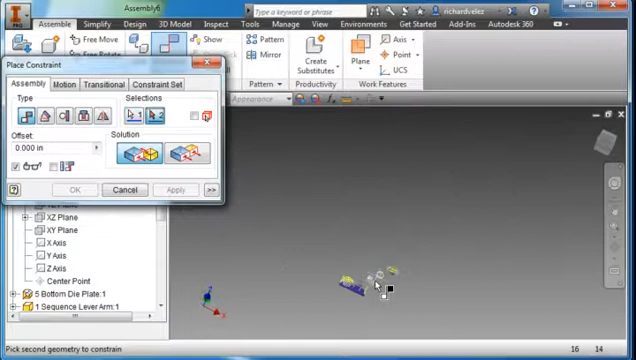 PRO
Assembly6
Type a keyword or phrase
richardvelez
Assemble Simplify Design 3D Model Inspect Tools Manage View Environments Get Started Add-Ins Autodesk 360
Free Move
Show
Pattern
Create Substitutes
Plane
Axis
Point
UCS
Pattern
Productivity
Work Features
Appearance
Place Constraint
Assembly Motion Transitional Constraint Set
Type
Selections
1 2
Offset:
Solution
0.000 in
OK Cancel Apply >>
XZ Plane
XY Plane
X Axis
Y Axis
Z Axis
Center Point
5 Bottom Die Plate:1
1 Sequence Lever Arm:1
z
x
Pick second geometry to constrain
16 14